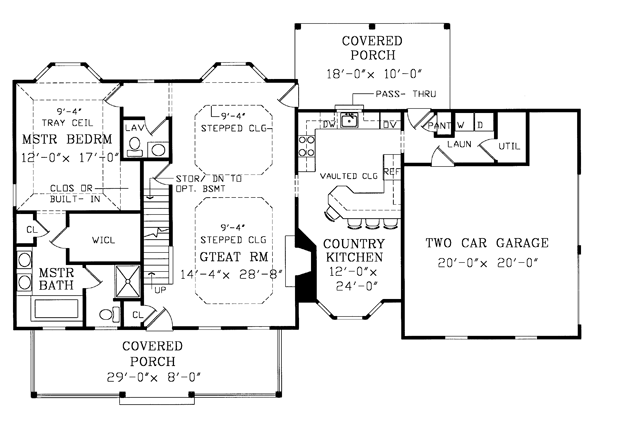 COVERED
PORCH
18'-0"x 10'-0"
PASS- THRU
9'-4"
TRAY CEIL
MSTR BEDRM
12'-0"x 17'-0"
CLOS OR
BUILT- IN
LAV
9'-4"
STEPPED CLG
STOR/ DN TO
OPT. BSMT
DW
DV
PANT
W
D
LAUN
UTIL
VAULTED CLG
REF
9'-4"
STEPPED CLG
GTEAT RM
14'-4"x 28'-8"
COUNTRY
KITCHEN
12'-0"x
24'-0"
TWO CAR GARAGE
20'-0"x 20'-0"
CL
WICL
MSTR
BATH
UP
CL
COVERED
PORCH
29'-0"x 8'-0"